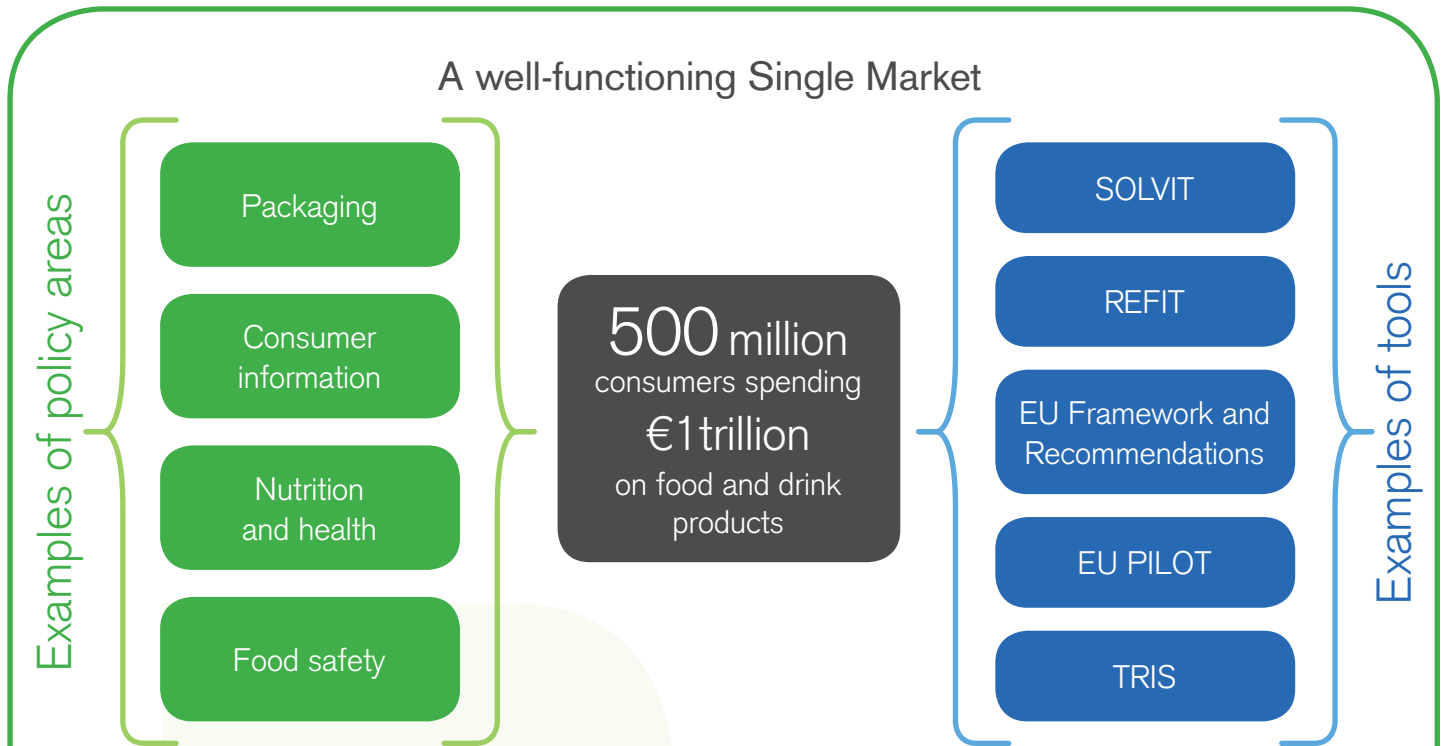 A well-functioning Single Market
Examples of policy areas
Packaging
Consumer
information
Nutrition
and health
Food safety
500 million
consumers spending
€1trillion
on food and drink
products
SOLVIT
REFIT
EU Framework and
Recommendations
EU PILOT
TRIS
Examples of tools